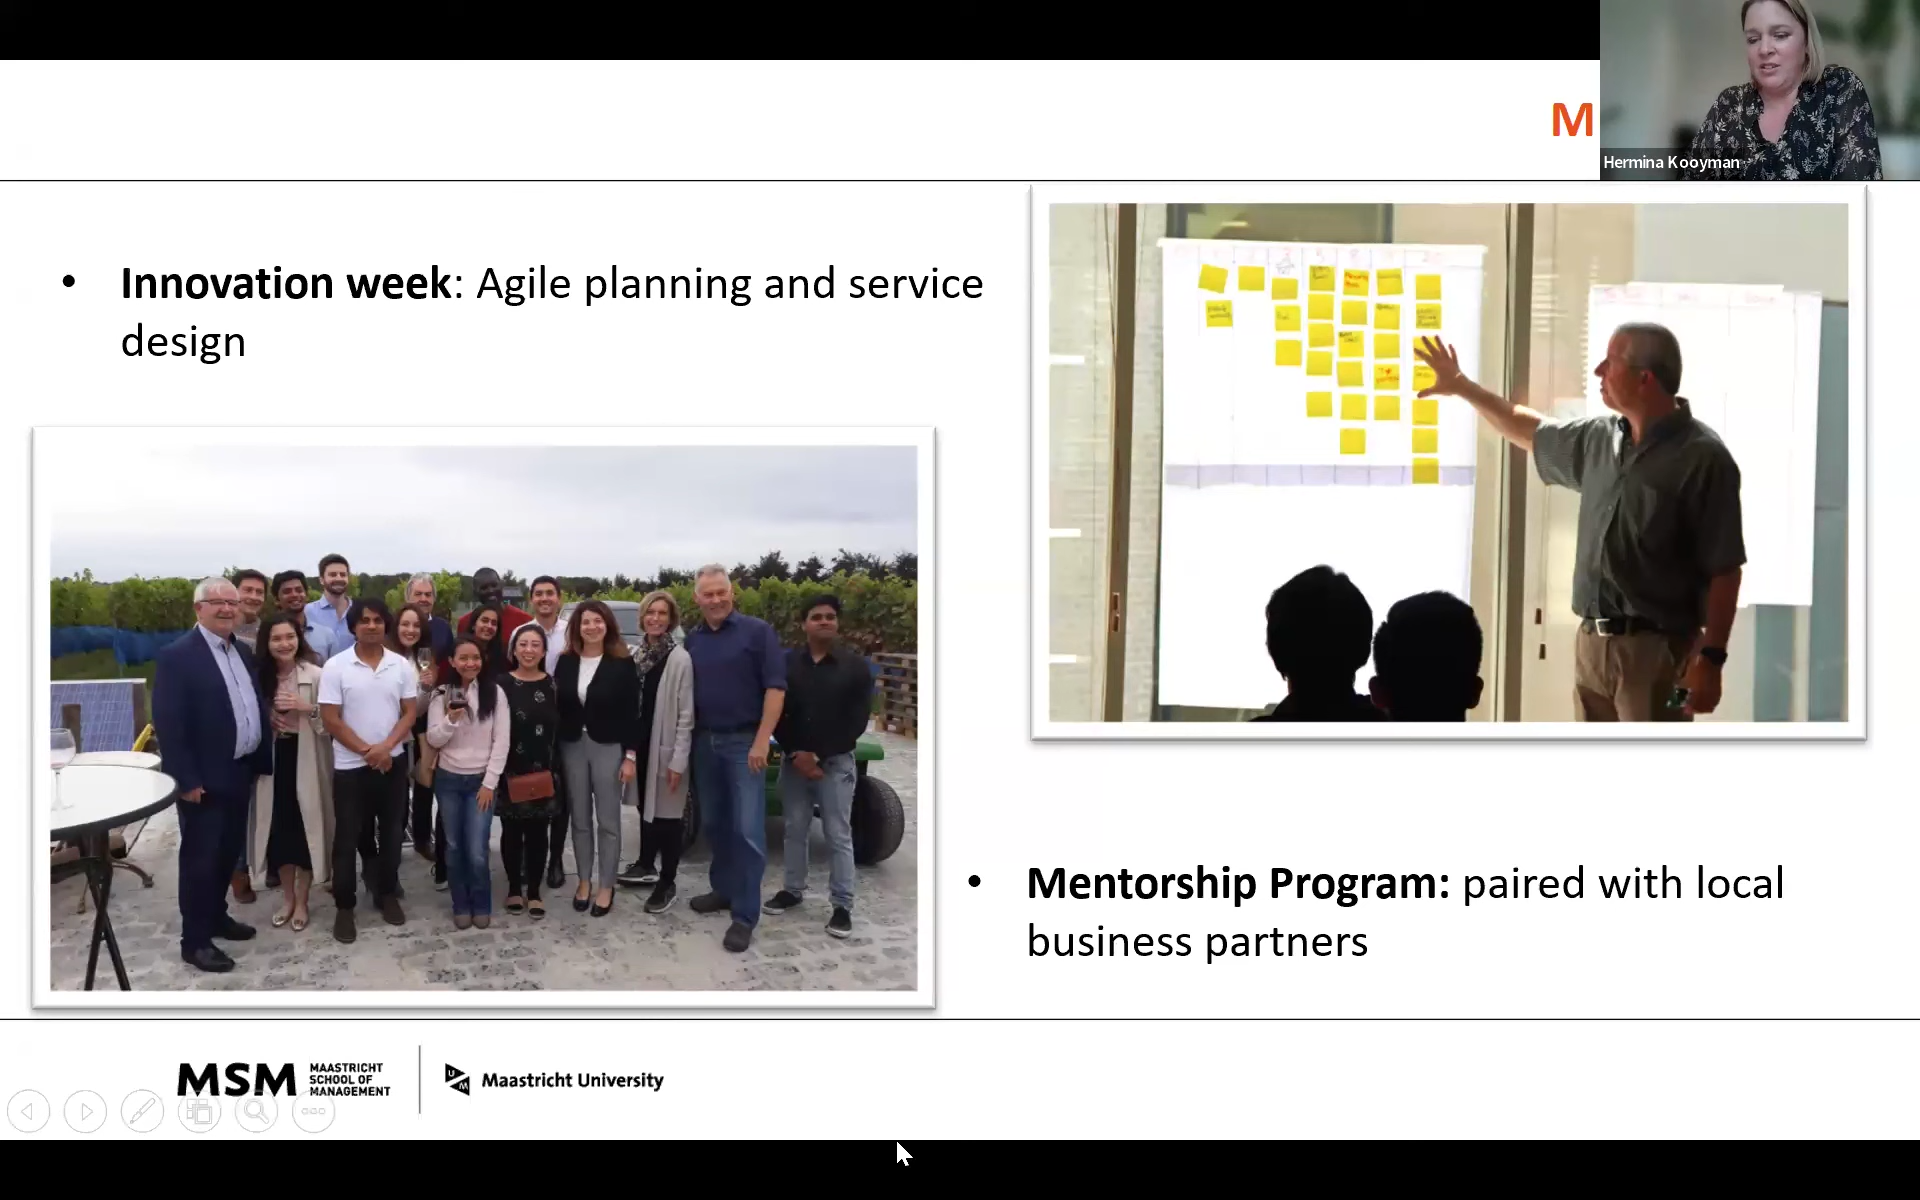 M
Hermina Kooyman
• Innovation week: Agile planning and service
design
• Mentorship Program: paired with local
business partners
MSM
MAASTRICHT
SCHOOL OF
MANAGEMENT
UM
Maastricht University